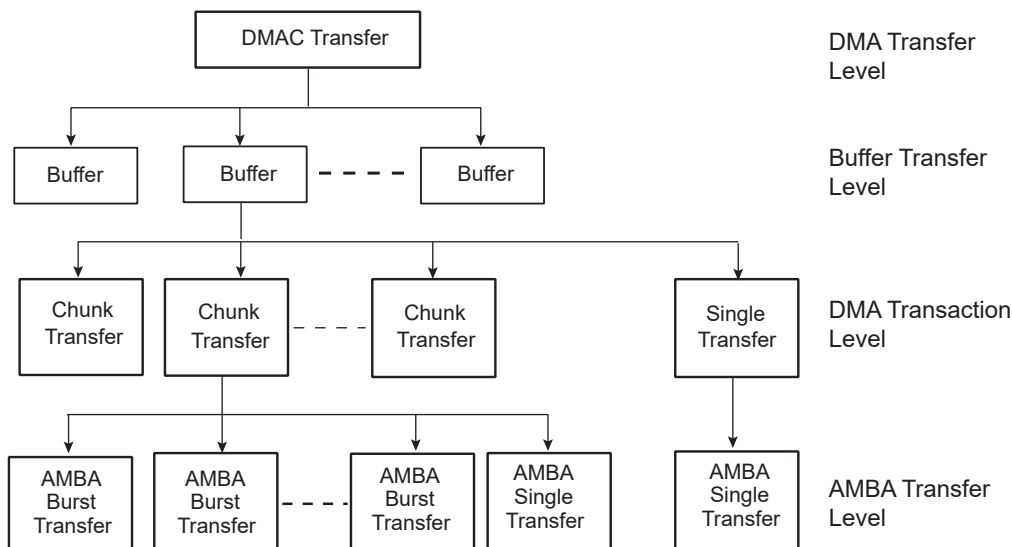 DMAC Transfer
DMA Transfer
Level
Buffer
Buffer
Buffer
Buffer Transfer
Level
Chunk
Transfer
Chunk
Transfer
Chunk
Transfer
Single
Transfer
DMA Transaction
Level
AMBA
Burst
Transfer
AMBA
Burst
Transfer
AMBA
Burst
Transfer
AMBA
Single
Transfer
AMBA
Single
Transfer
AMBA Transfer
Level